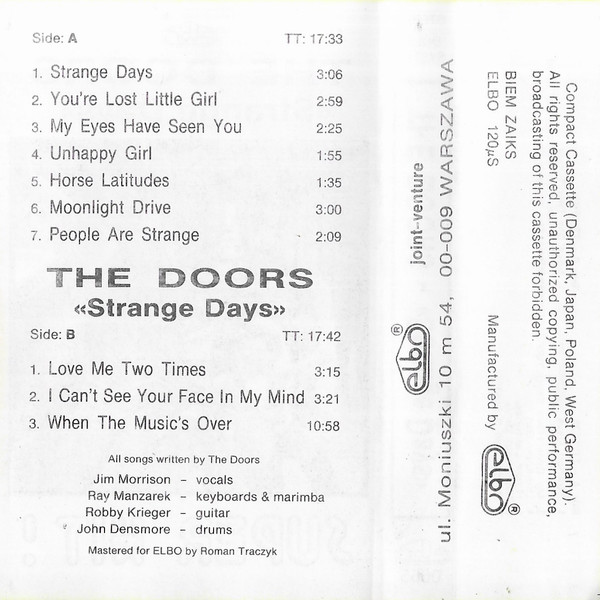 Side: A TT: 17:33
1. Strange Days 3:06
2. You're Lost Little Girl 2:59
3. My Eyes Have Seen You 2:25
4. Unhappy Girl 1:55
5. Horse Latitudes 1:35
6. Moonlight Drive 3:00
7. People Are Strange 2:09
THE DOORS
«Strange Days»
Side: B TT: 17:42
1. Love Me Two Times 3:15
2. I Can't See Your Face In My Mind 3:21
3. When The Music's Over 10:58
All songs written by The Doors
Jim Morrison – vocals
Ray Manzarek – keyboards & marimba
Robby Krieger – guitar
John Densmore – drums
Mastered for ELBO by Roman Traczyk
joint-venture
elbo®
ul. Moniuszki 10 m 54, 00-009 WARSZAWA
Compact Cassette (Denmark, Japan, Poland, West Germany).
All rights reserved, unauthorized copying, public performance,
broadcasting of this cassette forbidden.
BIEM ZAIKS
ELBO 120µS
Manufactured by elbo®